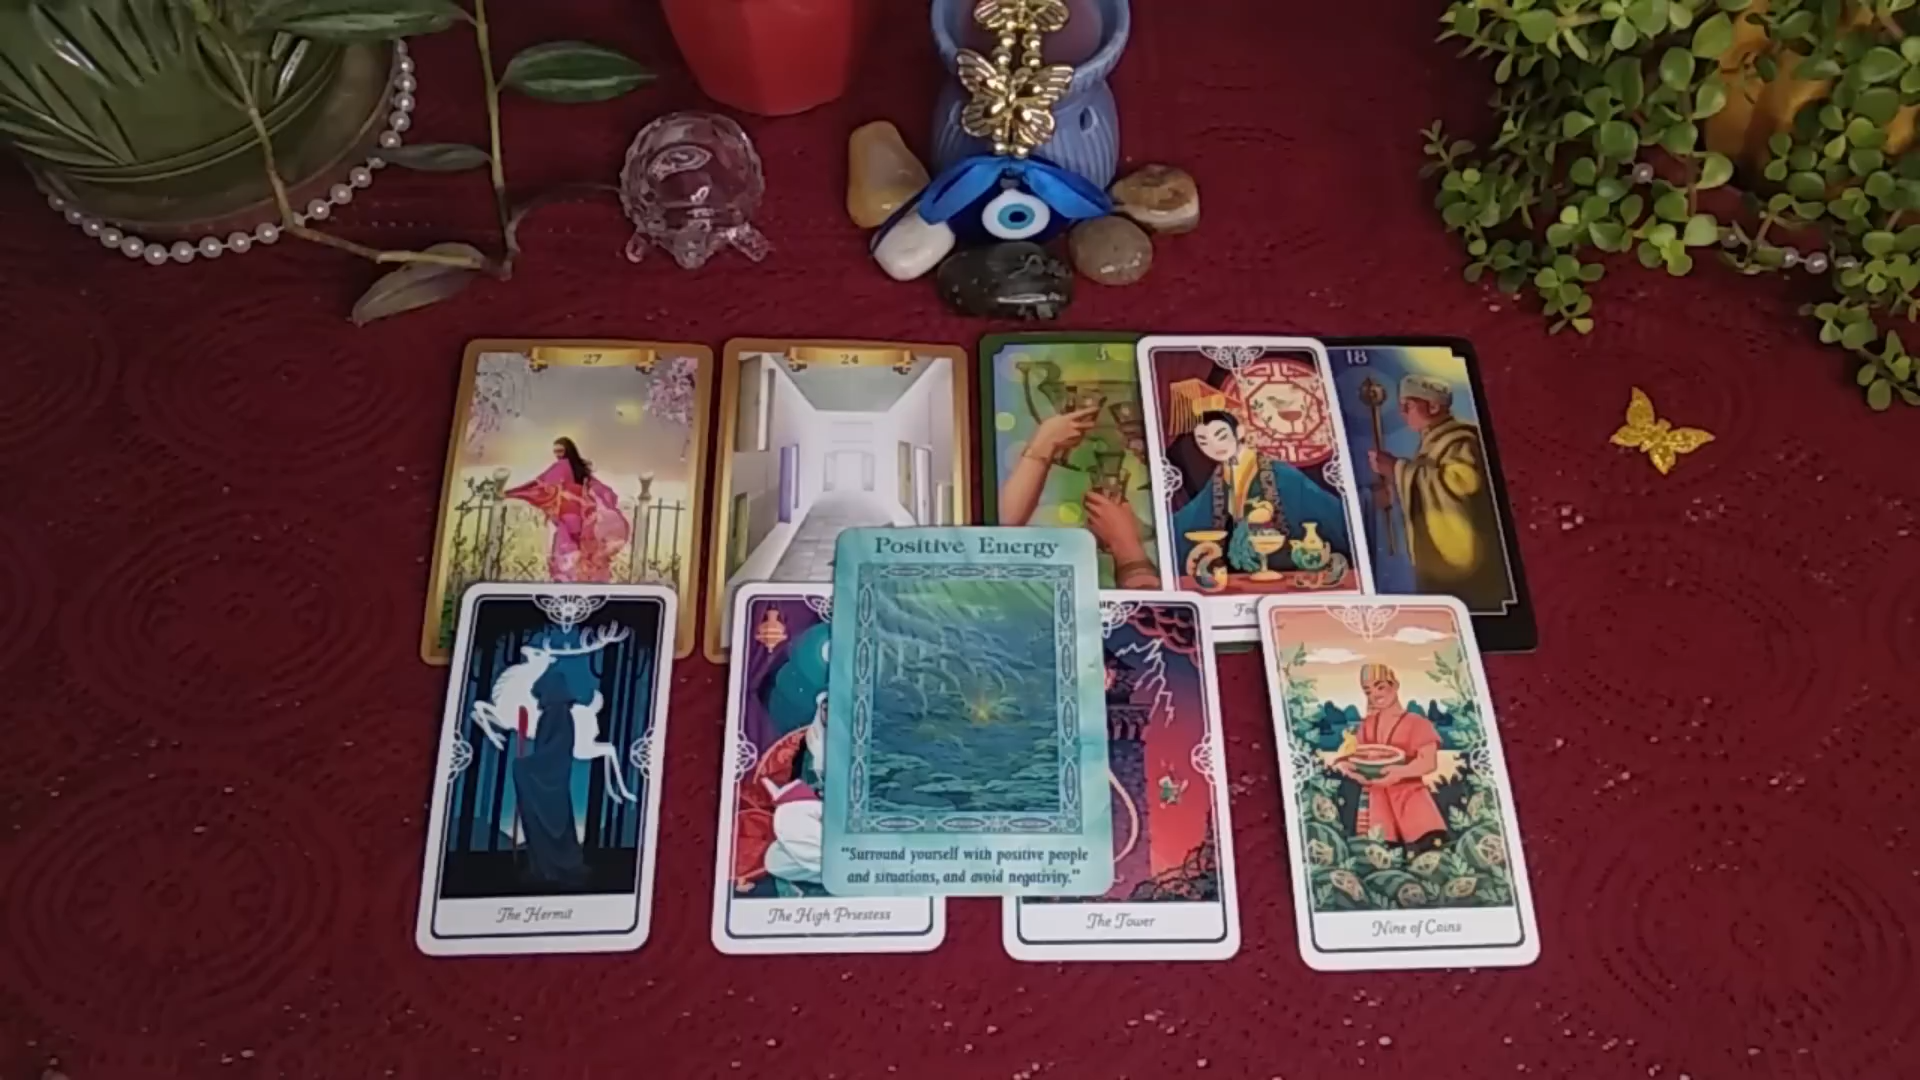 27
24
3
18
Positive Energy
"Surround yourself with positive people
and situations, and avoid negativity."
The Hermit
The High Priestess
The Tower
Nine of Coins